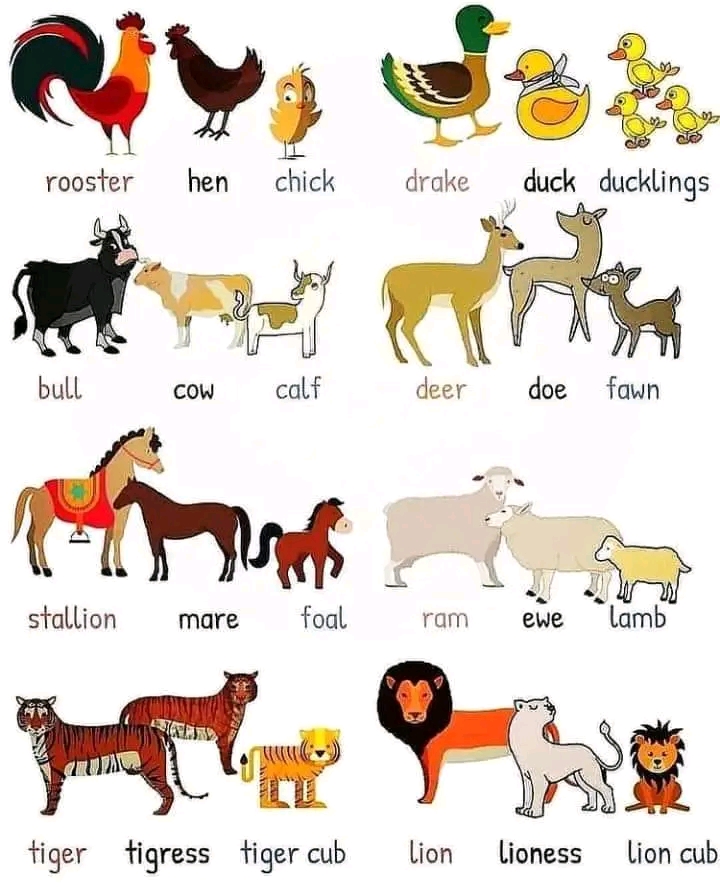 rooster hen chick drake duck ducklings
bull cow calf deer doe fawn
stallion mare foal ram ewe lamb
tiger tigress tiger cub lion lioness lion cub